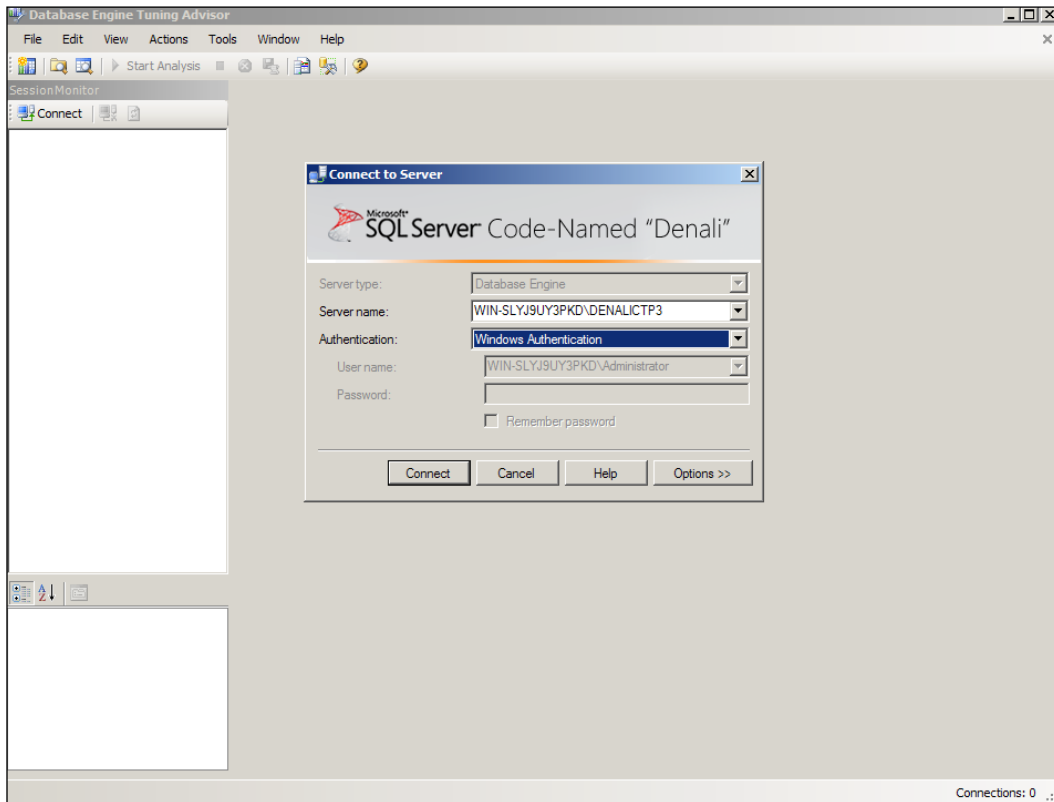 Database Engine Tuning Advisor
File Edit View Actions Tools Window Help
Start Analysis
SessionMonitor
Connect
Connect to Server
Microsoft®
SQL Server Code-Named "Denali"
Server type: Database Engine
Server name: WIN-SLYJ9UY3PKD\DENALICTP3
Authentication: Windows Authentication
User name: WIN-SLYJ9UY3PKD\Administrator
Password:
Remember password
Connect Cancel Help Options >>
Connections: 0